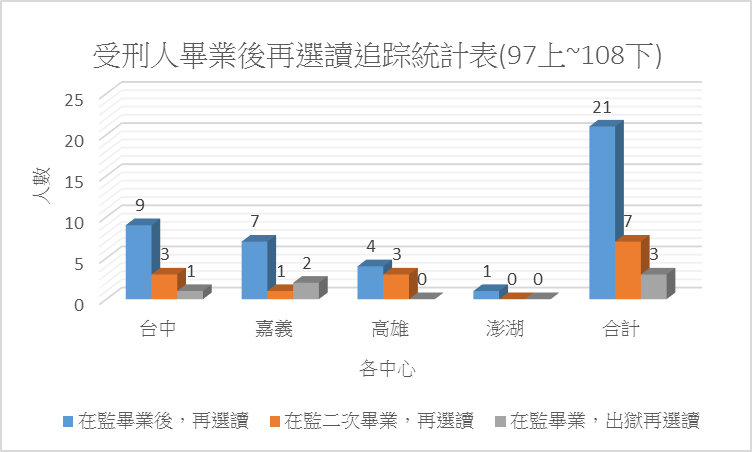 受刑人畢業後再選讀追踪統計表(97上~108下)
25
20
15
10
5
0
人數
9
3
1
7
1
2
4
3
0
1
0
0
21
7
3
台中
嘉義
高雄
澎湖
合計
各中心
在監畢業後，再選讀
在監二次畢業，再選讀
在監畢業，出獄再選讀